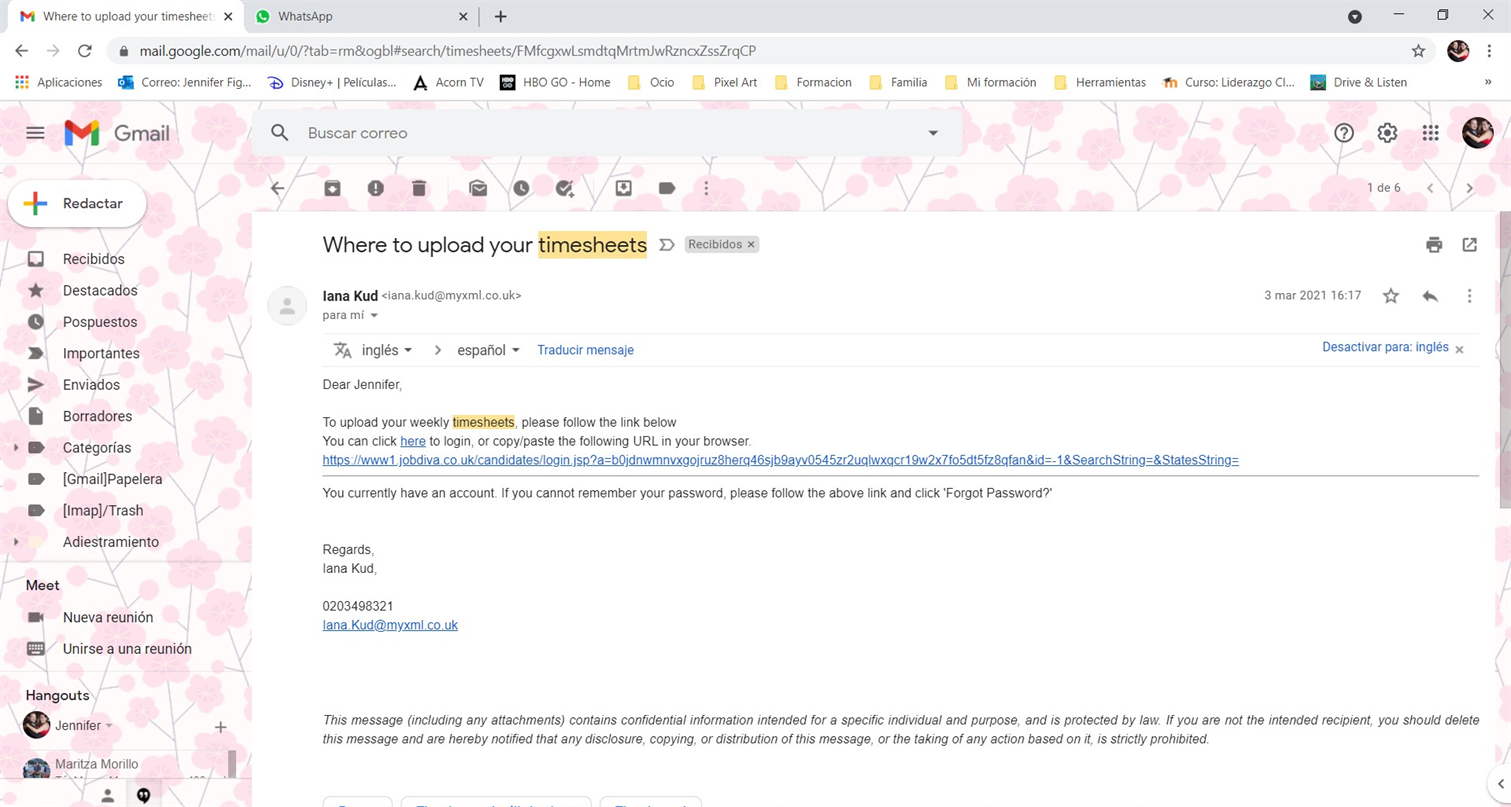 Where to upload your timesheets
WhatsApp
mail.google.com/mail/u/0/?tab=rm&ogbl#search/timesheets/FMfcgxwLsmdtqMrtmJwRzncxZssZrqCP
Aplicaciones Correo: Jennifer Fig... Disney+ | Películas... Acorn TV HBO GO - Home Ocio Pixel Art Formacion Familia Mi formación Herramientas Curso: Liderazgo Cl... Drive & Listen »
Gmail
Buscar correo
Redactar
1 de 6
Recibidos
Destacados
Pospuestos
Importantes
Enviados
Borradores
Categorías
[Gmail]Papelera
[Imap]/Trash
Adiestramiento
Meet
Nueva reunión
Unirse a una reunión
Hangouts
Jennifer
Maritza Morillo
Where to upload your timesheets Recibidos
Iana Kud <iana.kud@myxml.co.uk> 3 mar 2021 16:17
para mí
inglés español Traducir mensaje Desactivar para: inglés
Dear Jennifer,
To upload your weekly timesheets, please follow the link below
You can click here to login, or copy/paste the following URL in your browser.
https://www1.jobdiva.co.uk/candidates/login.jsp?a=b0jdnwmnvxgojruz8herq46sjb9ayv0545zr2uqlwxqcr19w2x7fo5dt5fz8qfan&id=-1&SearchString=&StatesString=
You currently have an account. If you cannot remember your password, please follow the above link and click 'Forgot Password?'
Regards,
Iana Kud,
0203498321
Iana.Kud@myxml.co.uk
This message (including any attachments) contains confidential information intended for a specific individual and purpose, and is protected by law. If you are not the intended recipient, you should delete
this message and are hereby notified that any disclosure, copying, or distribution of this message, or the taking of any action based on it, is strictly prohibited.